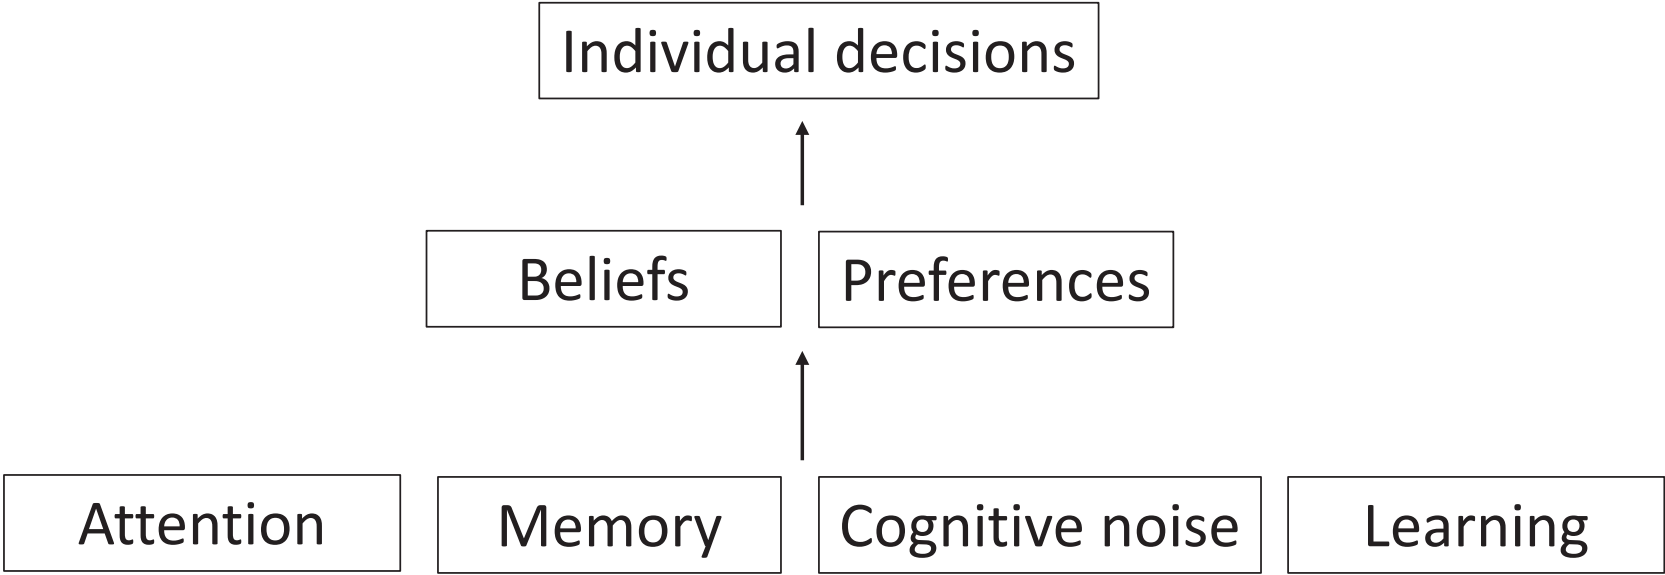 Individual decisions
Beliefs
Preferences
Attention
Memory
Cognitive noise
Learning